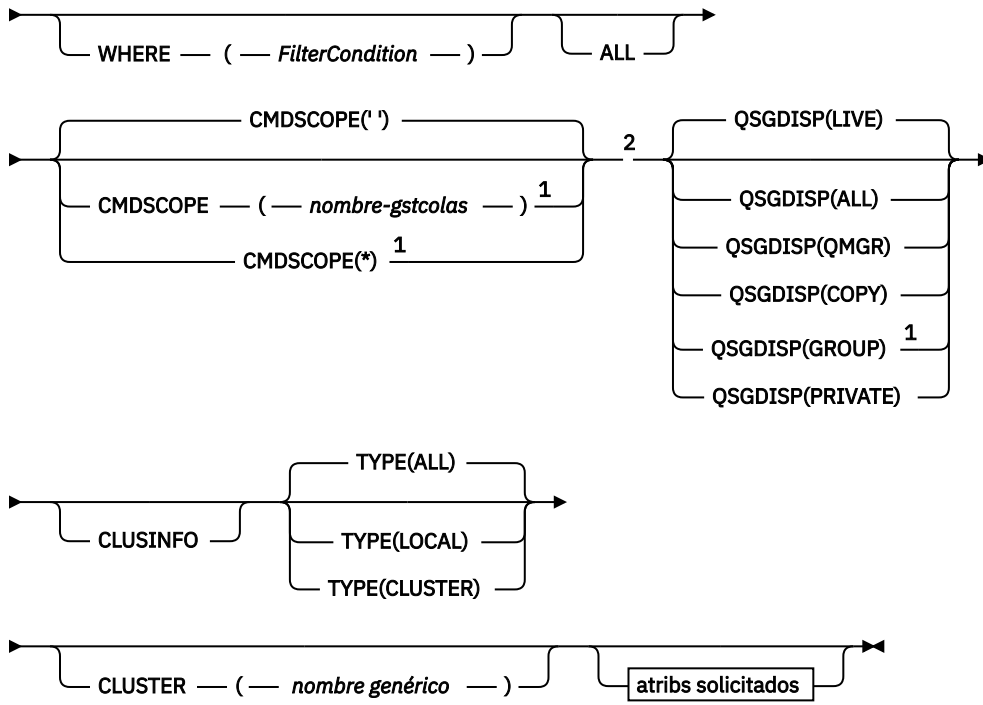 WHERE ( FilterCondition ) ALL
CMDSCOPE(' ')
CMDSCOPE ( nombre-gstcolas ) 1
CMDSCOPE(*) 1
2
QSGDISP(LIVE)
QSGDISP(ALL)
QSGDISP(QMGR)
QSGDISP(COPY)
QSGDISP(GROUP) 1
QSGDISP(PRIVATE)
CLUSINFO
TYPE(ALL)
TYPE(LOCAL)
TYPE(CLUSTER)
CLUSTER ( nombre genérico ) atribs solicitados